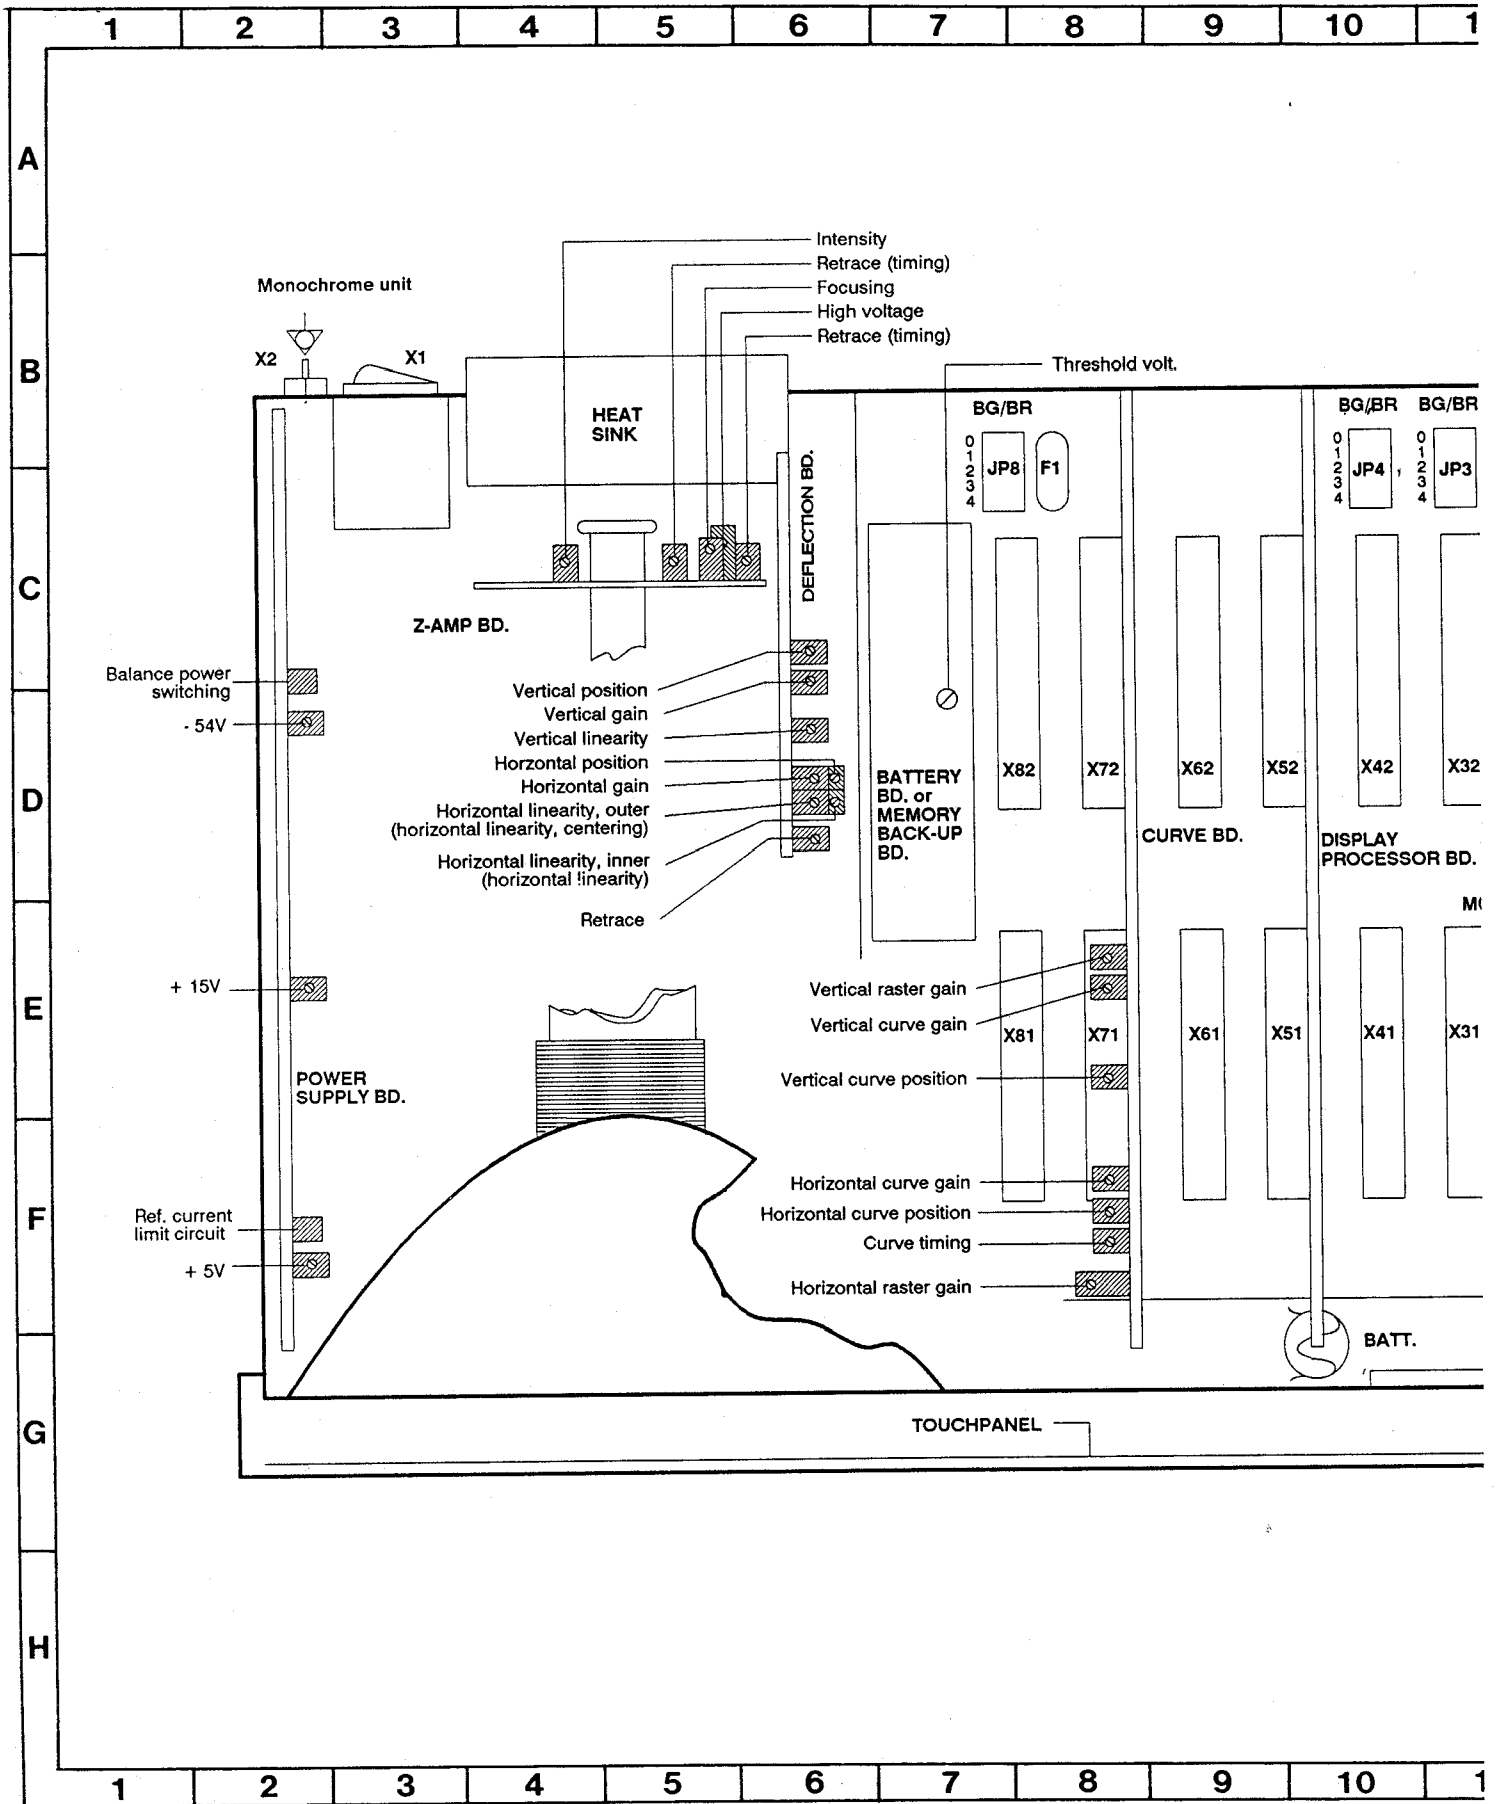 1 2 3 4 5 6 7 8 9 10 1
A
Intensity
Retrace (timing)
Focusing
High voltage
Retrace (timing)
Monochrome unit
B
X2
X1
Threshold volt.
HEAT
SINK
BG/BR
BG/BR
BG/BR
0
1
2
3
4
JP8
F1
0
1
2
3
4
JP4
0
1
2
3
4
JP3
DEFLECTION BD.
C
Z-AMP BD.
Balance power
switching
- 54V
Vertical position
Vertical gain
Vertical linearity
Horzontal position
Horizontal gain
Horizontal linearity, outer
(horizontal linearity, centering)
Horizontal linearity, inner
(horizontal linearity)
Retrace
D
BATTERY
BD. or
MEMORY
BACK-UP
BD.
X82
X72
X62
X52
X42
X32
CURVE BD.
DISPLAY
PROCESSOR BD.
E
+ 15V
Vertical raster gain
Vertical curve gain
Vertical curve position
X81
X71
X61
X51
X41
X31
POWER
SUPPLY BD.
F
Ref. current
limit circuit
+ 5V
Horizontal curve gain
Horizontal curve position
Curve timing
Horizontal raster gain
BATT.
G
TOUCHPANEL
H
1 2 3 4 5 6 7 8 9 10 1